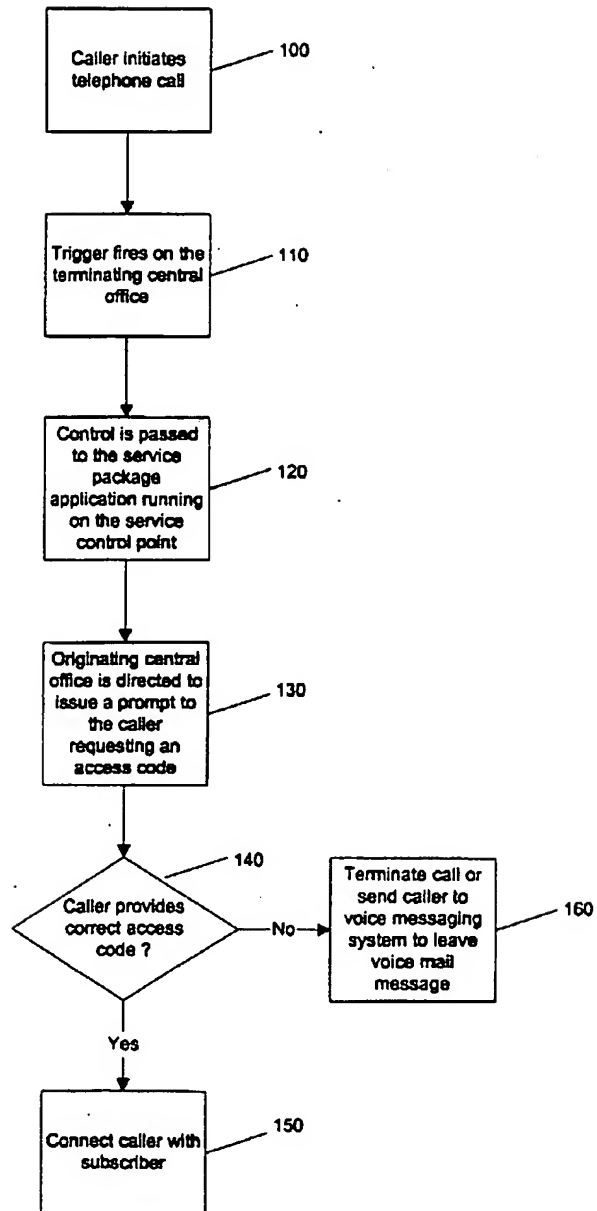 Caller initiates
telephone call
100
Trigger fires on the
terminating central
office
110
Control is passed
to the service
package
application running
on the service
control point
120
Originating central
office is directed to
issue a prompt to
the caller
requesting an
access code
130
140
Caller provides
correct access
code ?
No
Terminate call or
send caller to
voice messaging
system to leave
voice mail
message
160
Yes
Connect caller with
subscriber
150